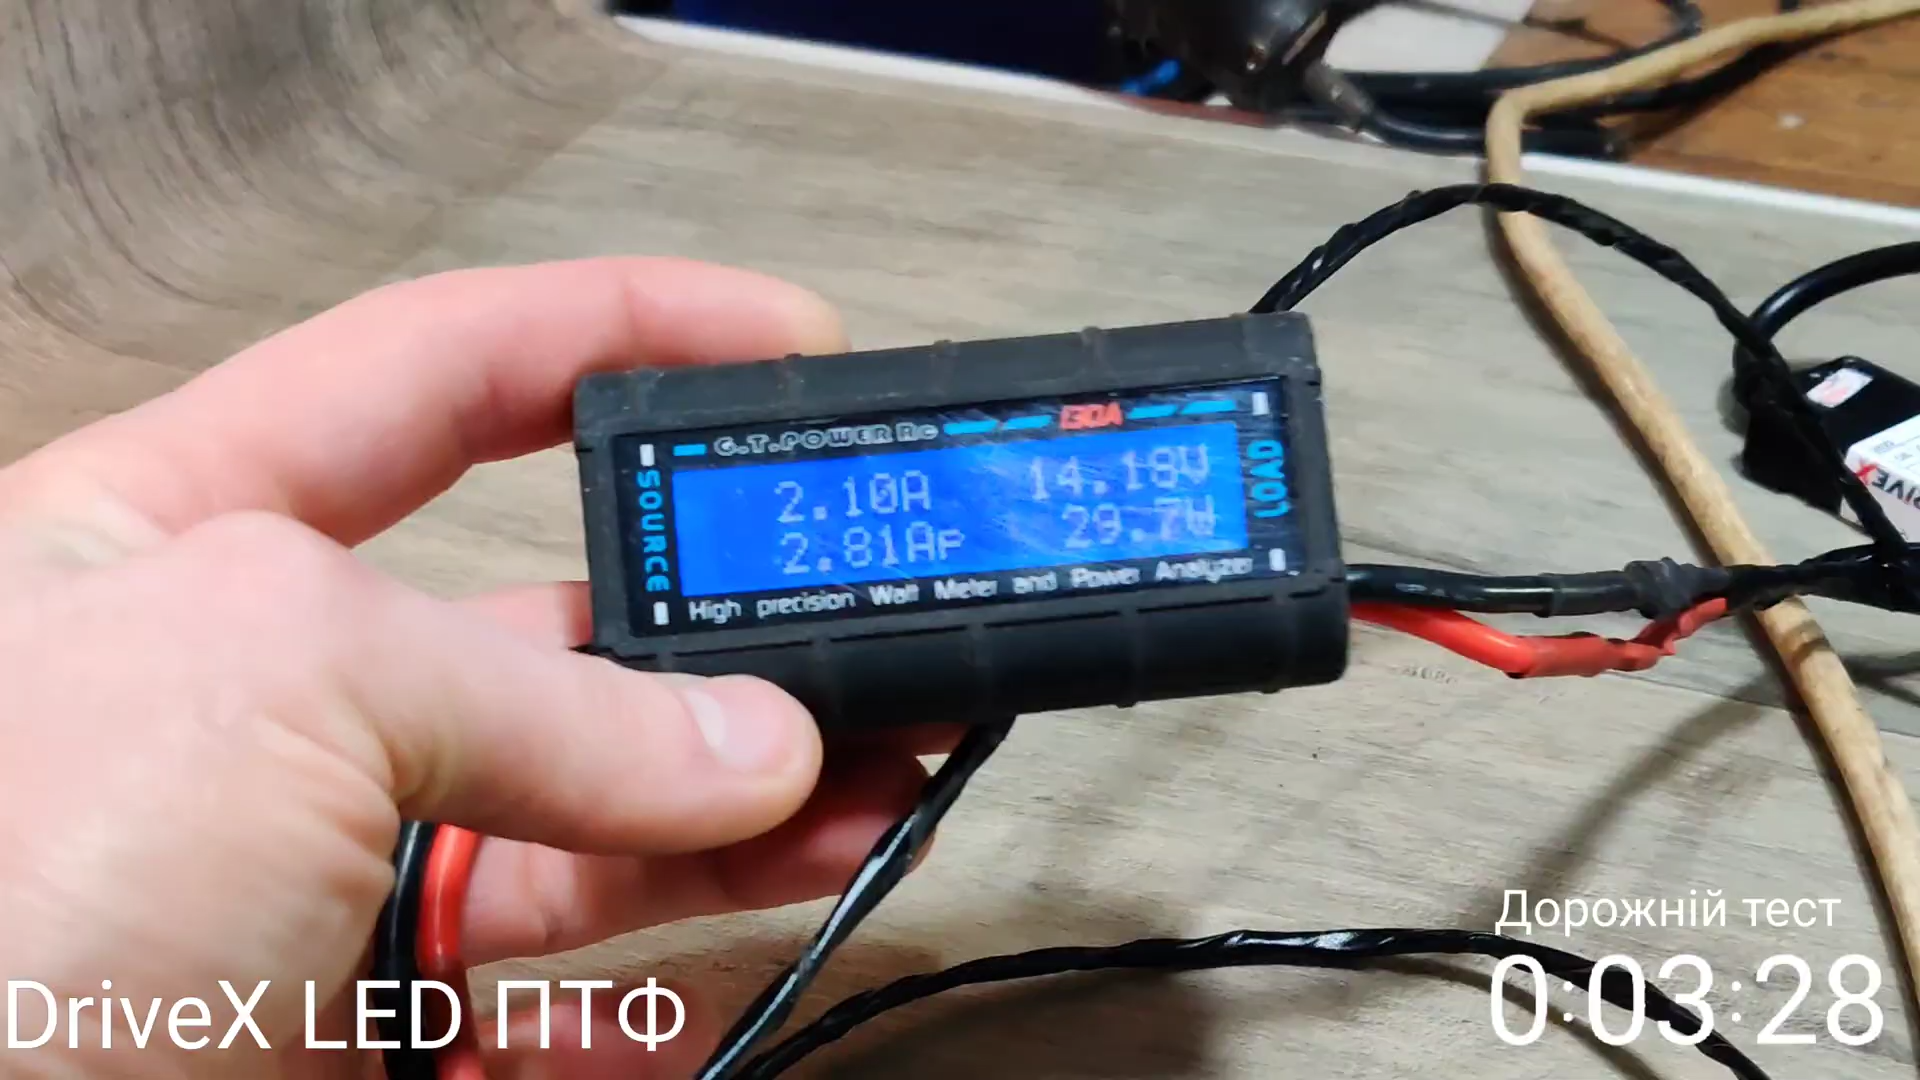 G.T.POWER RC 130A
SOURCE
2.10A 14.18V
2.81Ap 29.7W
LOAD
High precision Watt Meter and Power Analyzer
DRIVEX
Дорожній тест
0:03:28
DriveX LED ПТФ